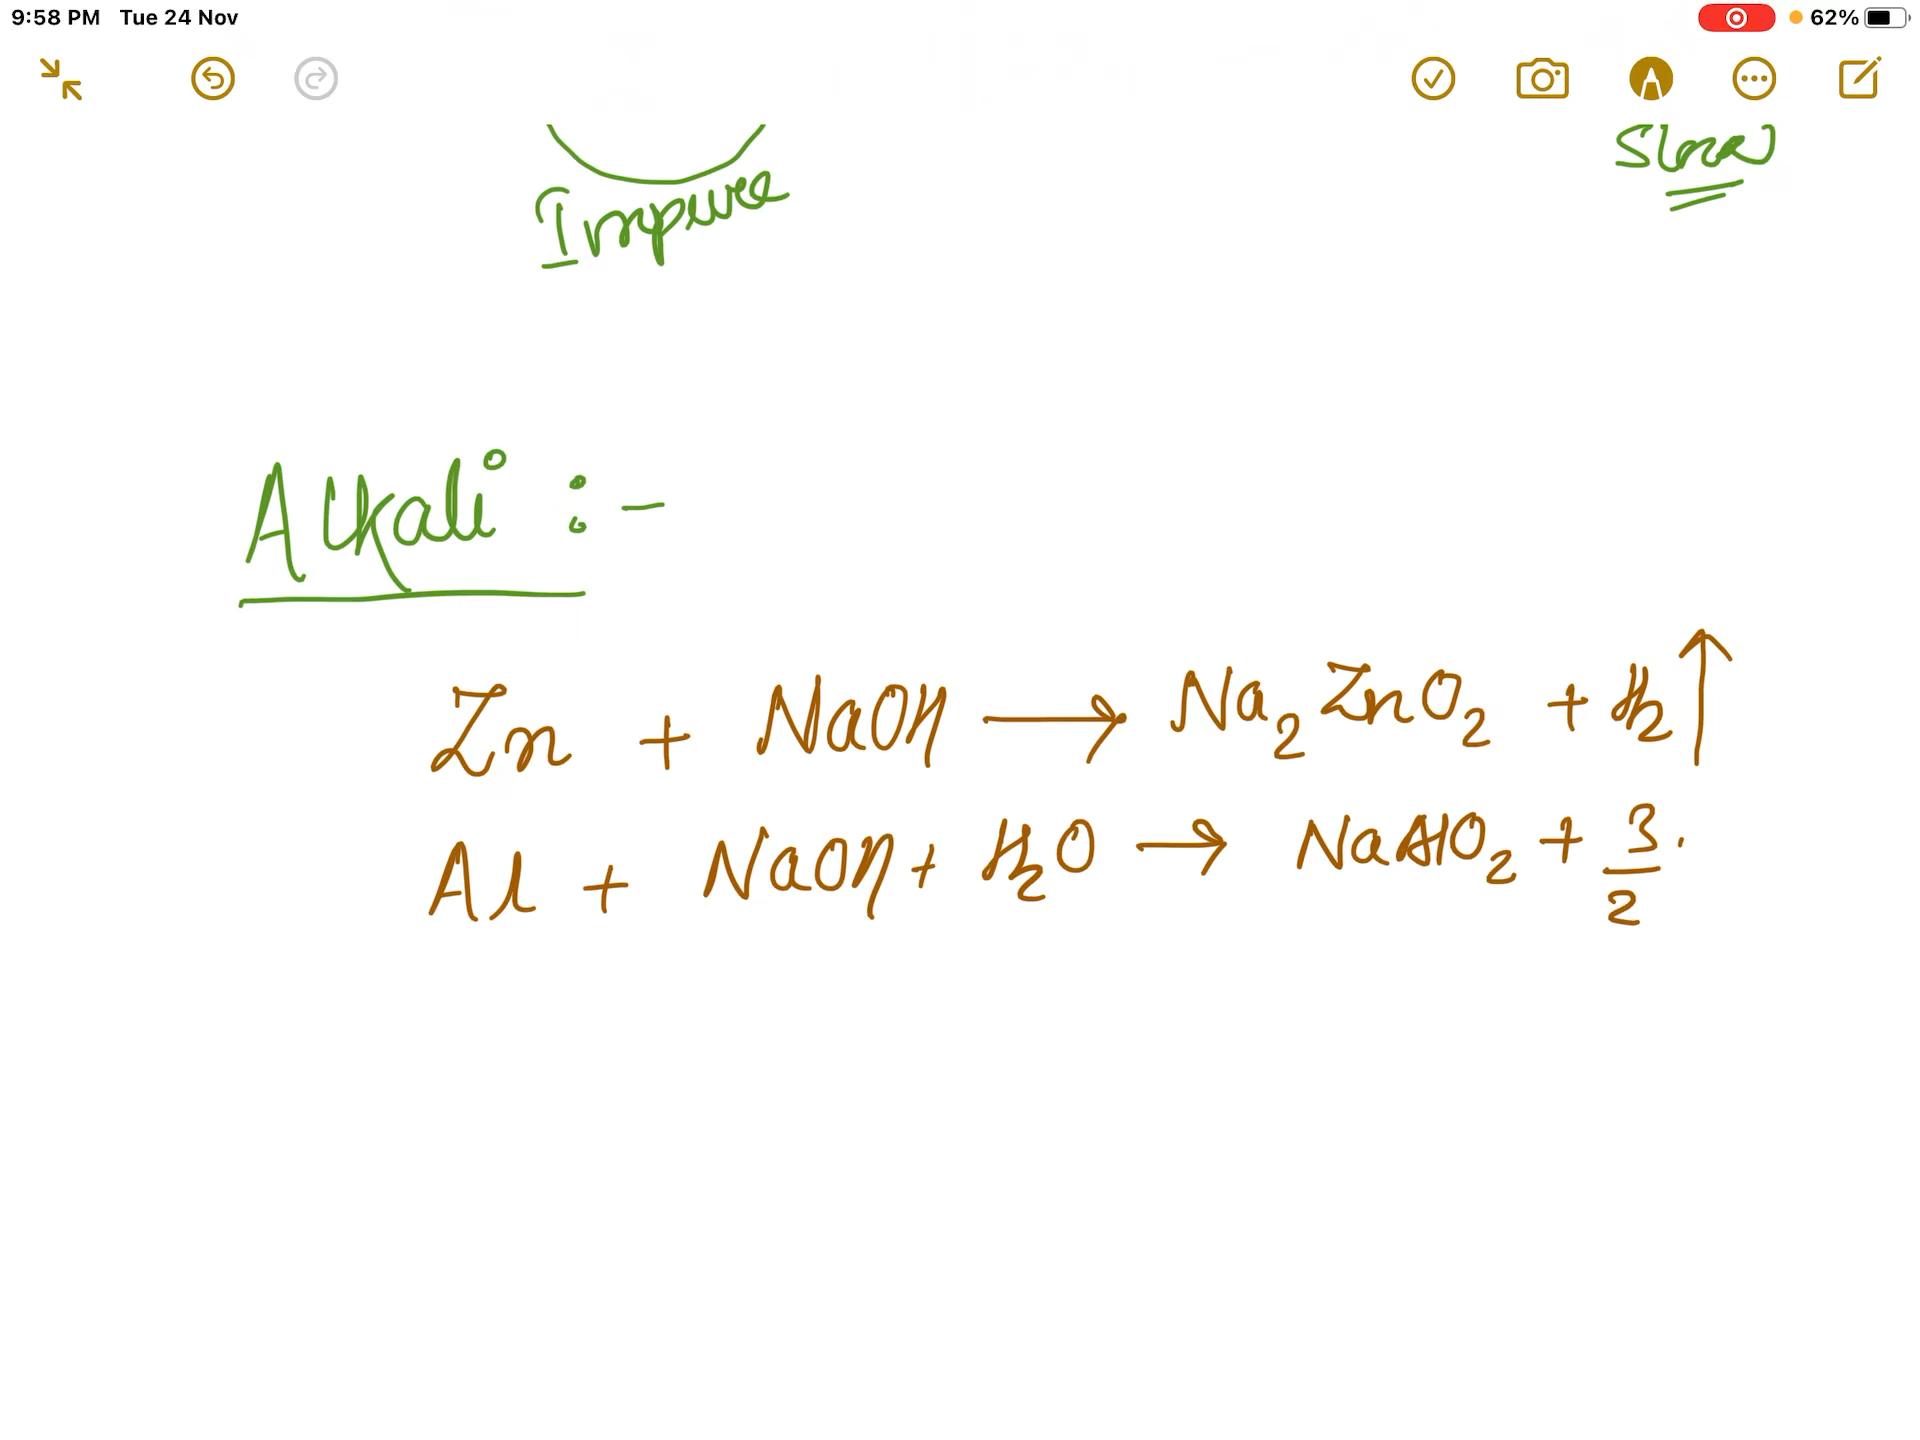 9:58 PM Tue 24 Nov 62%
Slow
Impure
Alkali :-
Zn + NaOH → Na₂ZnO₂ + H₂↑
Al + NaOH + H₂O → NaAlO₂ + 3/2